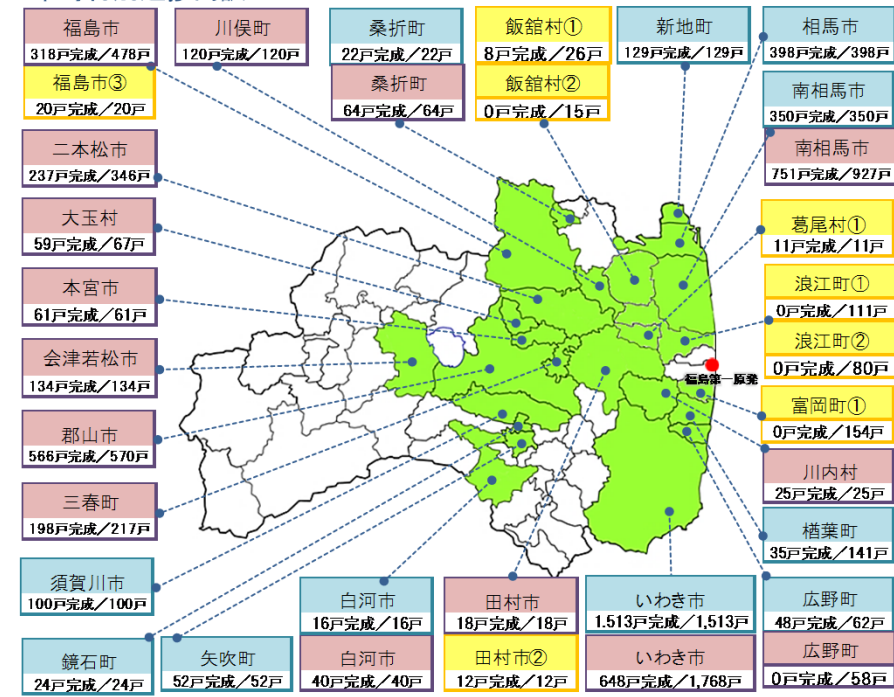 福島市
318戸完成／478戸
川俣町
120戸完成／120戸
桑折町
22戸完成／22戸
飯舘村①
8戸完成／26戸
新地町
129戸完成／129戸
相馬市
398戸完成／398戸
福島市③
20戸完成／20戸
桑折町
64戸完成／64戸
飯舘村②
0戸完成／15戸
南相馬市
350戸完成／350戸
南相馬市
751戸完成／927戸
二本松市
237戸完成／346戸
大玉村
59戸完成／67戸
葛尾村①
11戸完成／11戸
本宮市
61戸完成／61戸
浪江町①
0戸完成／111戸
浪江町②
0戸完成／80戸
会津若松市
134戸完成／134戸
福島第一原発
富岡町①
0戸完成／154戸
郡山市
566戸完成／570戸
川内村
25戸完成／25戸
三春町
198戸完成／217戸
楢葉町
35戸完成／141戸
須賀川市
100戸完成／100戸
白河市
16戸完成／16戸
田村市
18戸完成／18戸
いわき市
1.513戸完成／1,513戸
広野町
48戸完成／62戸
鏡石町
24戸完成／24戸
矢吹町
52戸完成／52戸
白河市
40戸完成／40戸
田村市②
12戸完成／12戸
いわき市
648戸完成／1,768戸
広野町
0戸完成／58戸